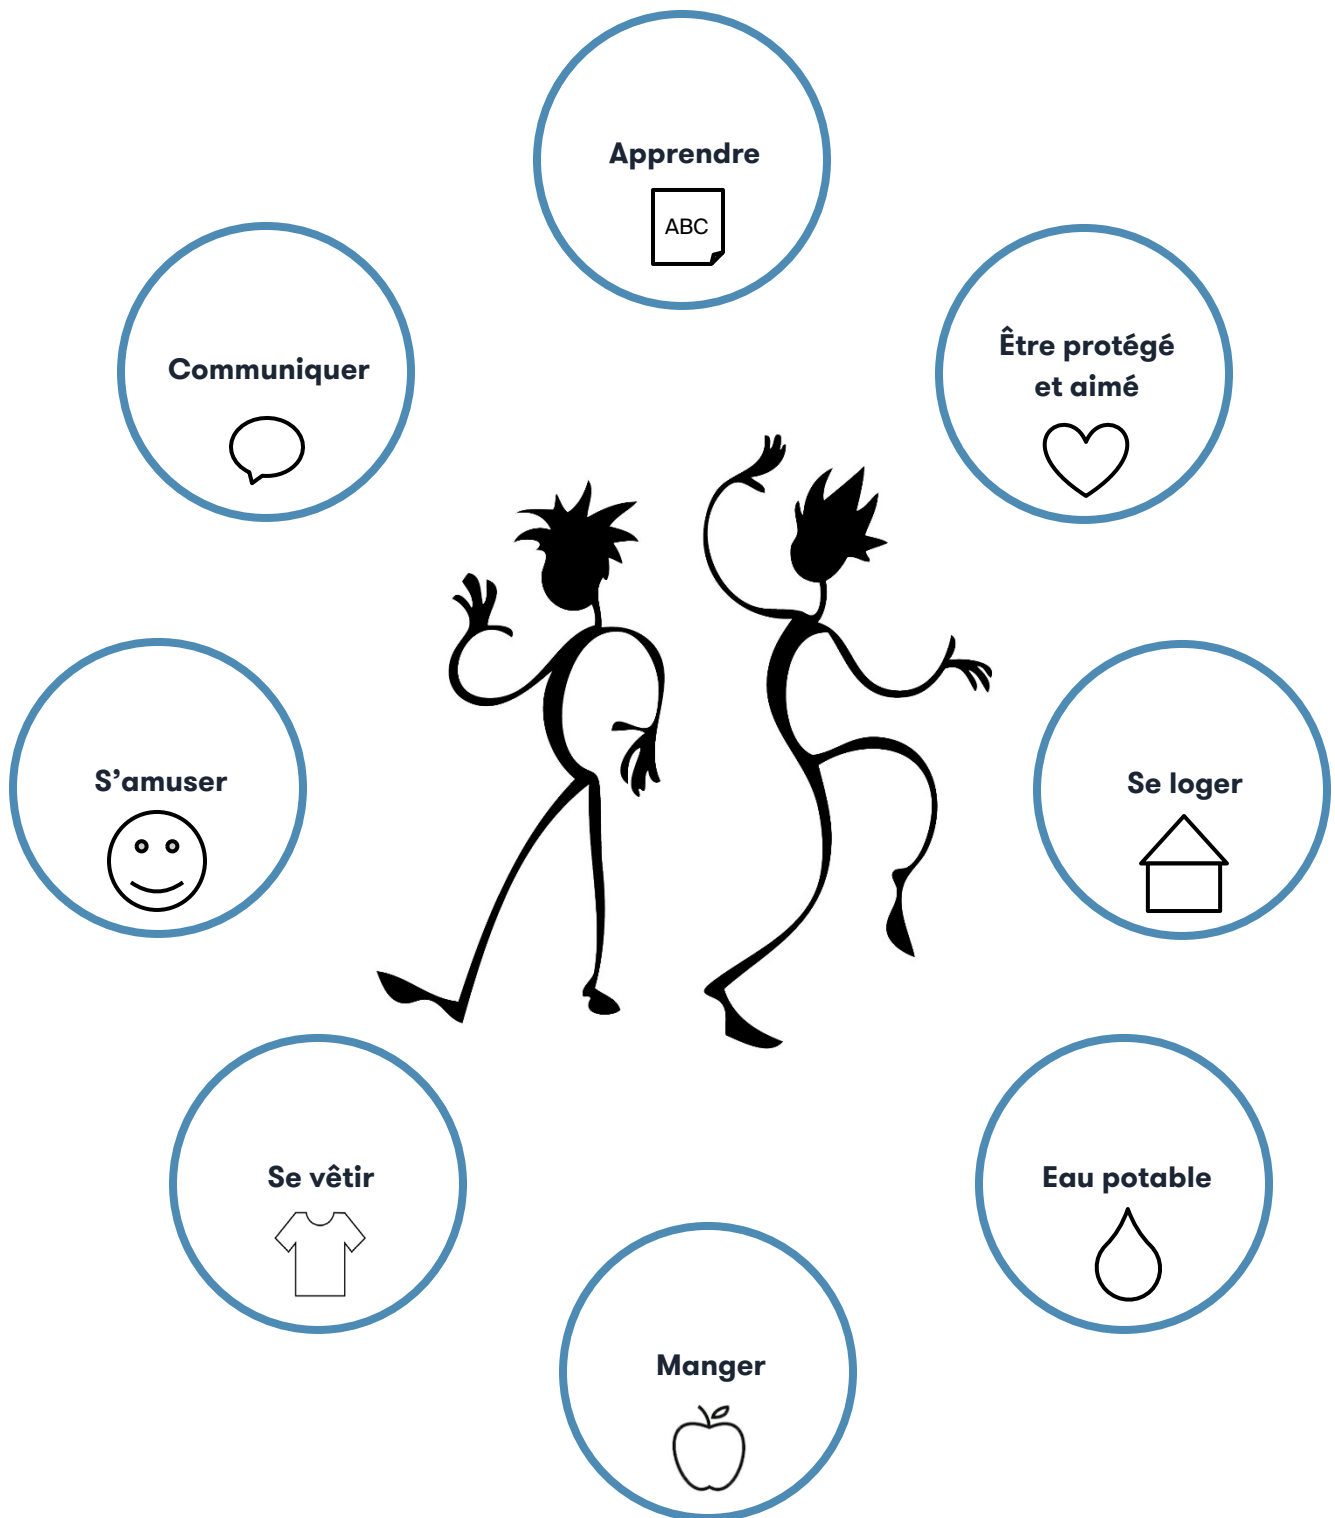 Apprendre
ABC
Communiquer
Être protégé
et aimé
S’amuser
Se loger
Se vêtir
Eau potable
Manger